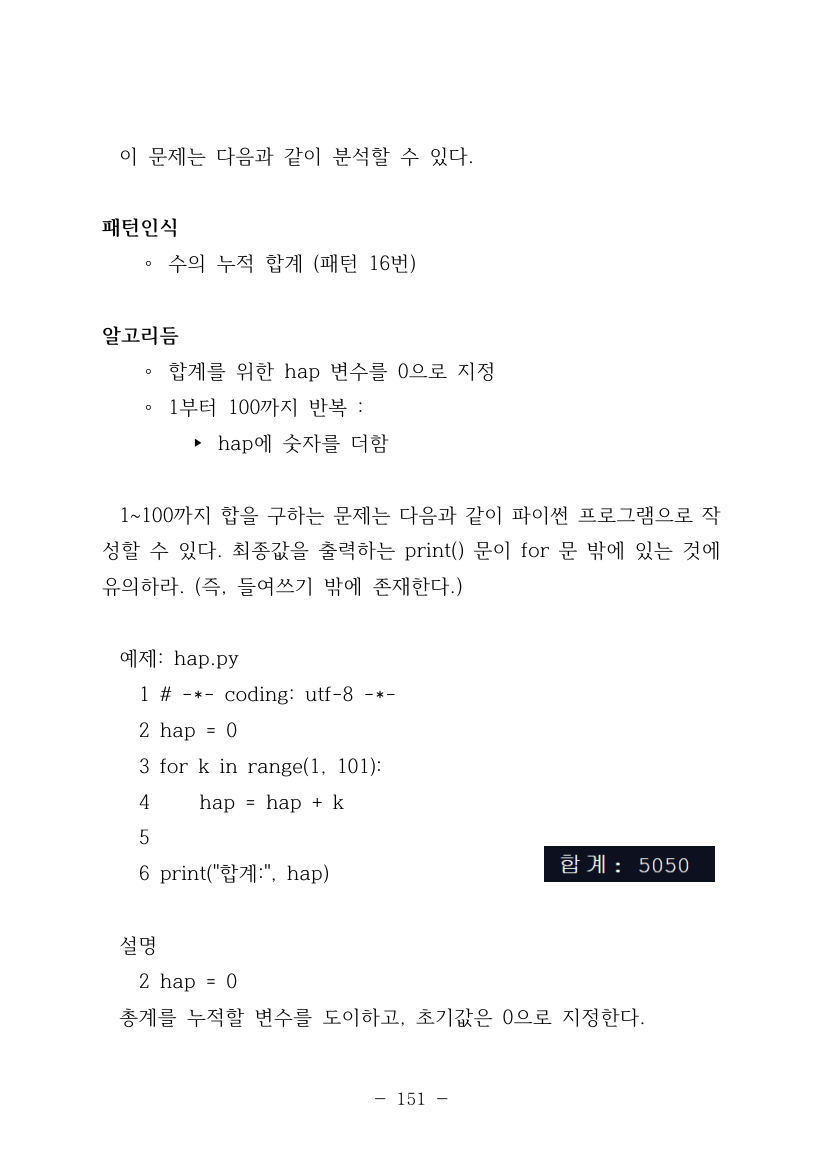 이 문제는 다음과 같이 분석할 수 있다.
패턴인식
◦ 수의 누적 합계 (패턴 16번)
알고리듬
◦ 합계를 위한 hap 변수를 0으로 지정
◦ 1부터 100까지 반복 :
▸ hap에 숫자를 더함
1~100까지 합을 구하는 문제는 다음과 같이 파이썬 프로그램으로 작
성할 수 있다. 최종값을 출력하는 print() 문이 for 문 밖에 있는 것에
유의하라. (즉, 들여쓰기 밖에 존재한다.)
예제: hap.py
1 # -*- coding: utf-8 -*-
2 hap = 0
3 for k in range(1, 101):
4     hap = hap + k
5
6 print("합계:", hap)
합계: 5050
설명
2 hap = 0
총계를 누적할 변수를 도이하고, 초기값은 0으로 지정한다.
- 151 -